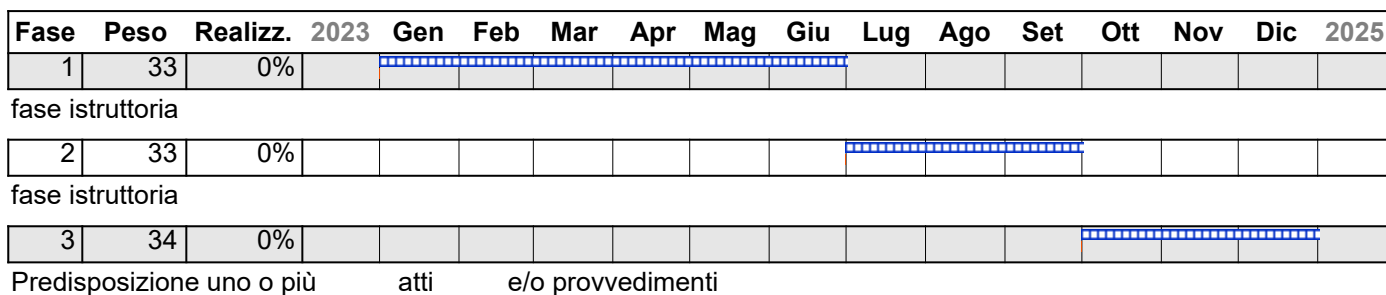 Fase Peso Realizz. 2023 Gen Feb Mar Apr Mag Giu Lug Ago Set Ott Nov Dic 2025
1 33 0%
fase istruttoria
2 33 0%
fase istruttoria
3 34 0%
Predisposizione uno o più atti e/o provvedimenti